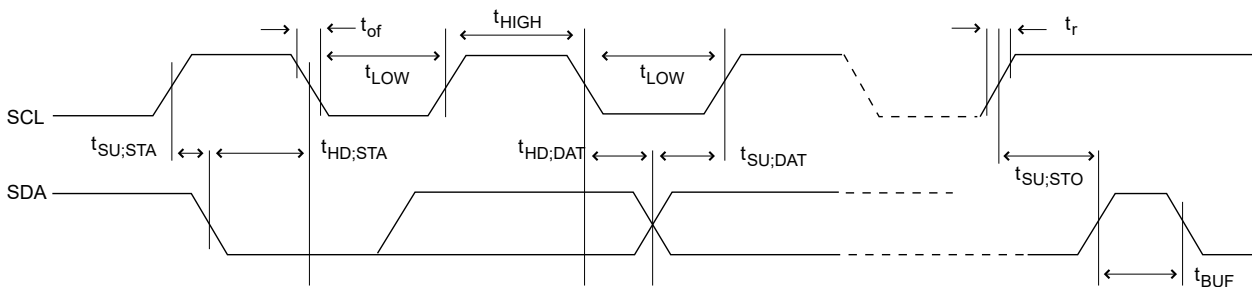 t_of
t_HIGH
t_r
t_LOW
t_LOW
SCL
t_SU;STA
t_HD;STA
t_HD;DAT
t_SU;DAT
t_SU;STO
SDA
t_BUF